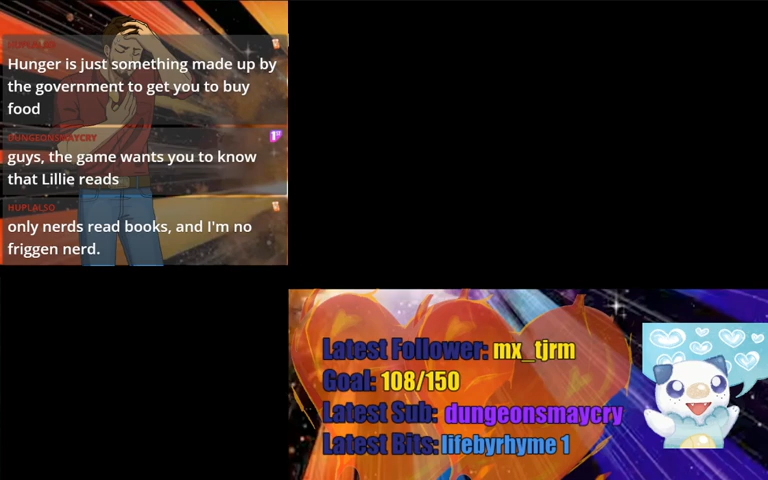 HUPLALSO
Hunger is just something made up by
the government to get you to buy
food
DUNGEONSMAYCRY
guys, the game wants you to know
that Lillie reads
HUPLALSO
only nerds read books, and I'm no
friggen nerd.
Latest Follower: mx_tjrm
Goal: 108/150
Latest Sub: dungeonsmaycry
Latest Bits: lifebyrhyme 1